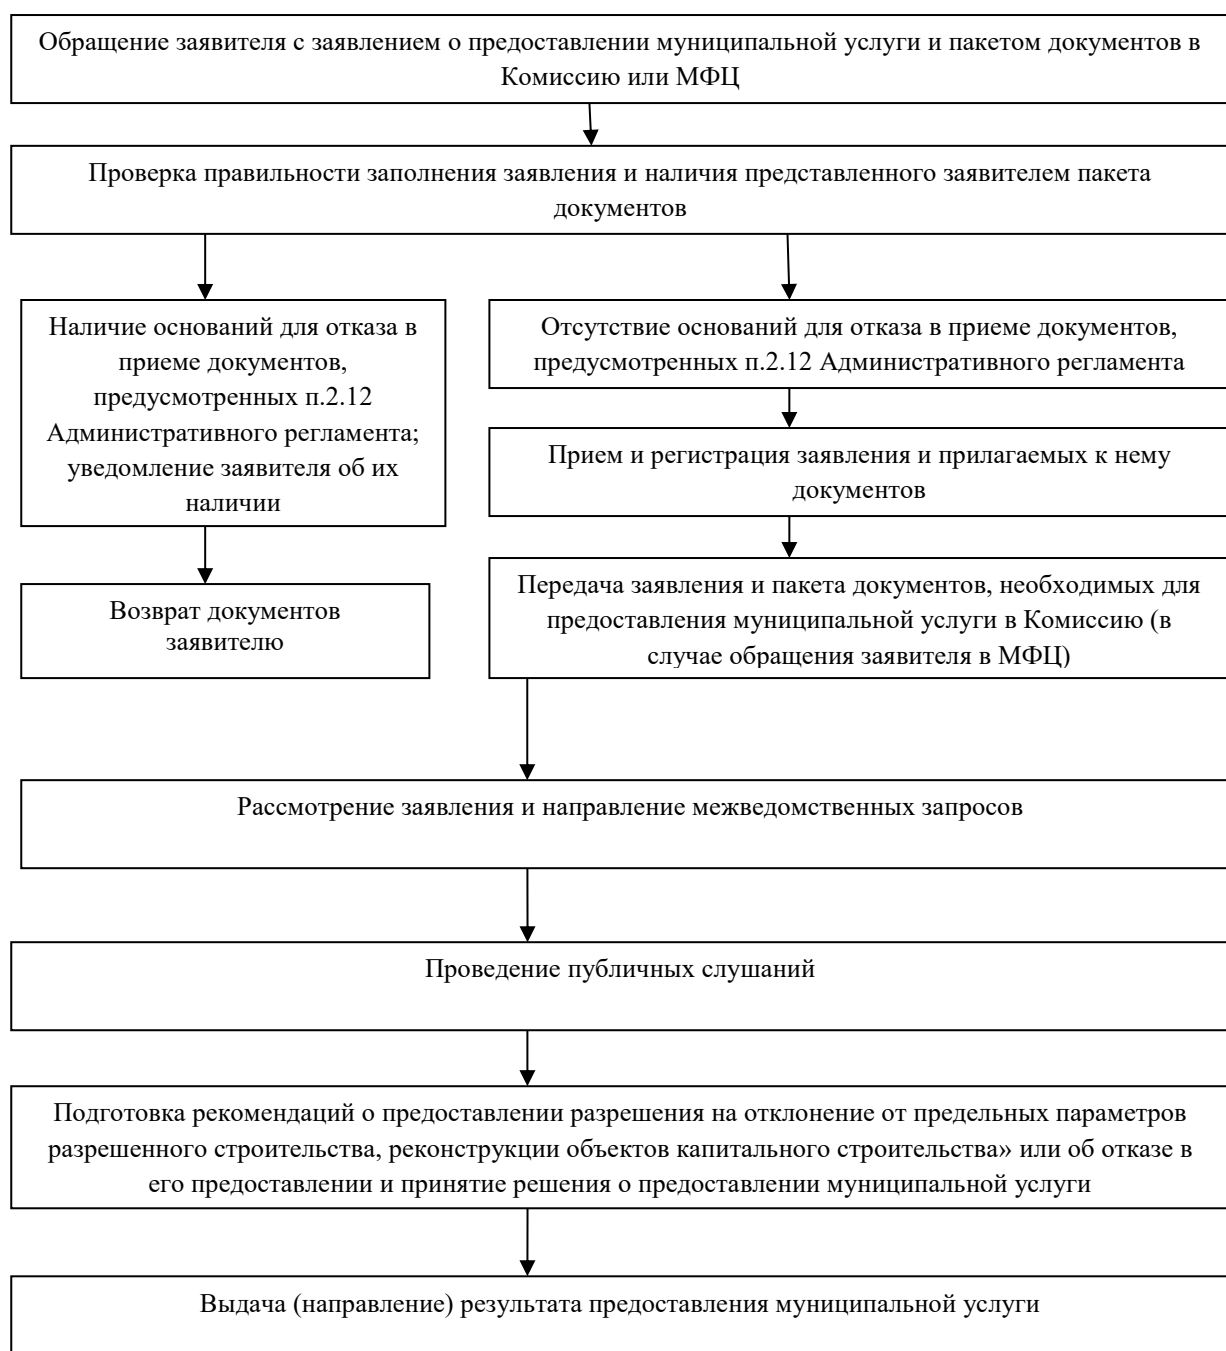 Обращение заявителя с заявлением о предоставлении муниципальной услуги и пакетом документов в
Комиссию или МФЦ
Проверка правильности заполнения заявления и наличия представленного заявителем пакета
документов
Наличие оснований для отказа в
приеме документов,
предусмотренных п.2.12
Административного регламента;
уведомление заявителя об их
наличии
Возврат документов
заявителю
Отсутствие оснований для отказа в приеме документов,
предусмотренных п.2.12 Административного регламента
Прием и регистрация заявления и прилагаемых к нему
документов
Передача заявления и пакета документов, необходимых для
предоставления муниципальной услуги в Комиссию (в
случае обращения заявителя в МФЦ)
Рассмотрение заявления и направление межведомственных запросов
Проведение публичных слушаний
Подготовка рекомендаций о предоставлении разрешения на отклонение от предельных параметров
разрешенного строительства, реконструкции объектов капитального строительства» или об отказе в
его предоставлении и принятие решения о предоставлении муниципальной услуги
Выдача (направление) результата предоставления муниципальной услуги